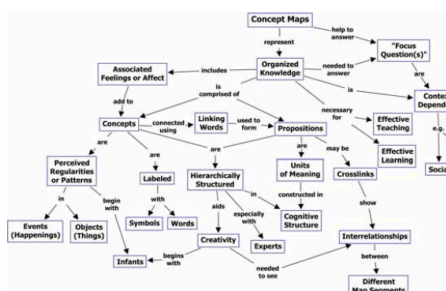 Concept Maps
help to
answer
represent
"Focus
Question(s)"
Associated
Feelings or Affect
includes
Organized
Knowledge
needed to
answer
are
is
comprised of
is
Context
Depende
add to
necessary
for
Concepts
connected
using
Linking
Words
used to
form
Propositions
Effective
Teaching
e.g.
are
are
are
are
may be
Effective
Learning
Perceived
Regularities
or Patterns
Labeled
Hierarchically
Structured
Units
of Meaning
Crosslinks
Socia
in
begin
with
with
aids
especially
with
in
constructed in
show
Events
(Happenings)
Objects
(Things)
Symbols
Words
Creativity
Experts
Cognitive
Structure
Interrelationships
Infants
begins
with
needed
to see
between
Different
Map Segments